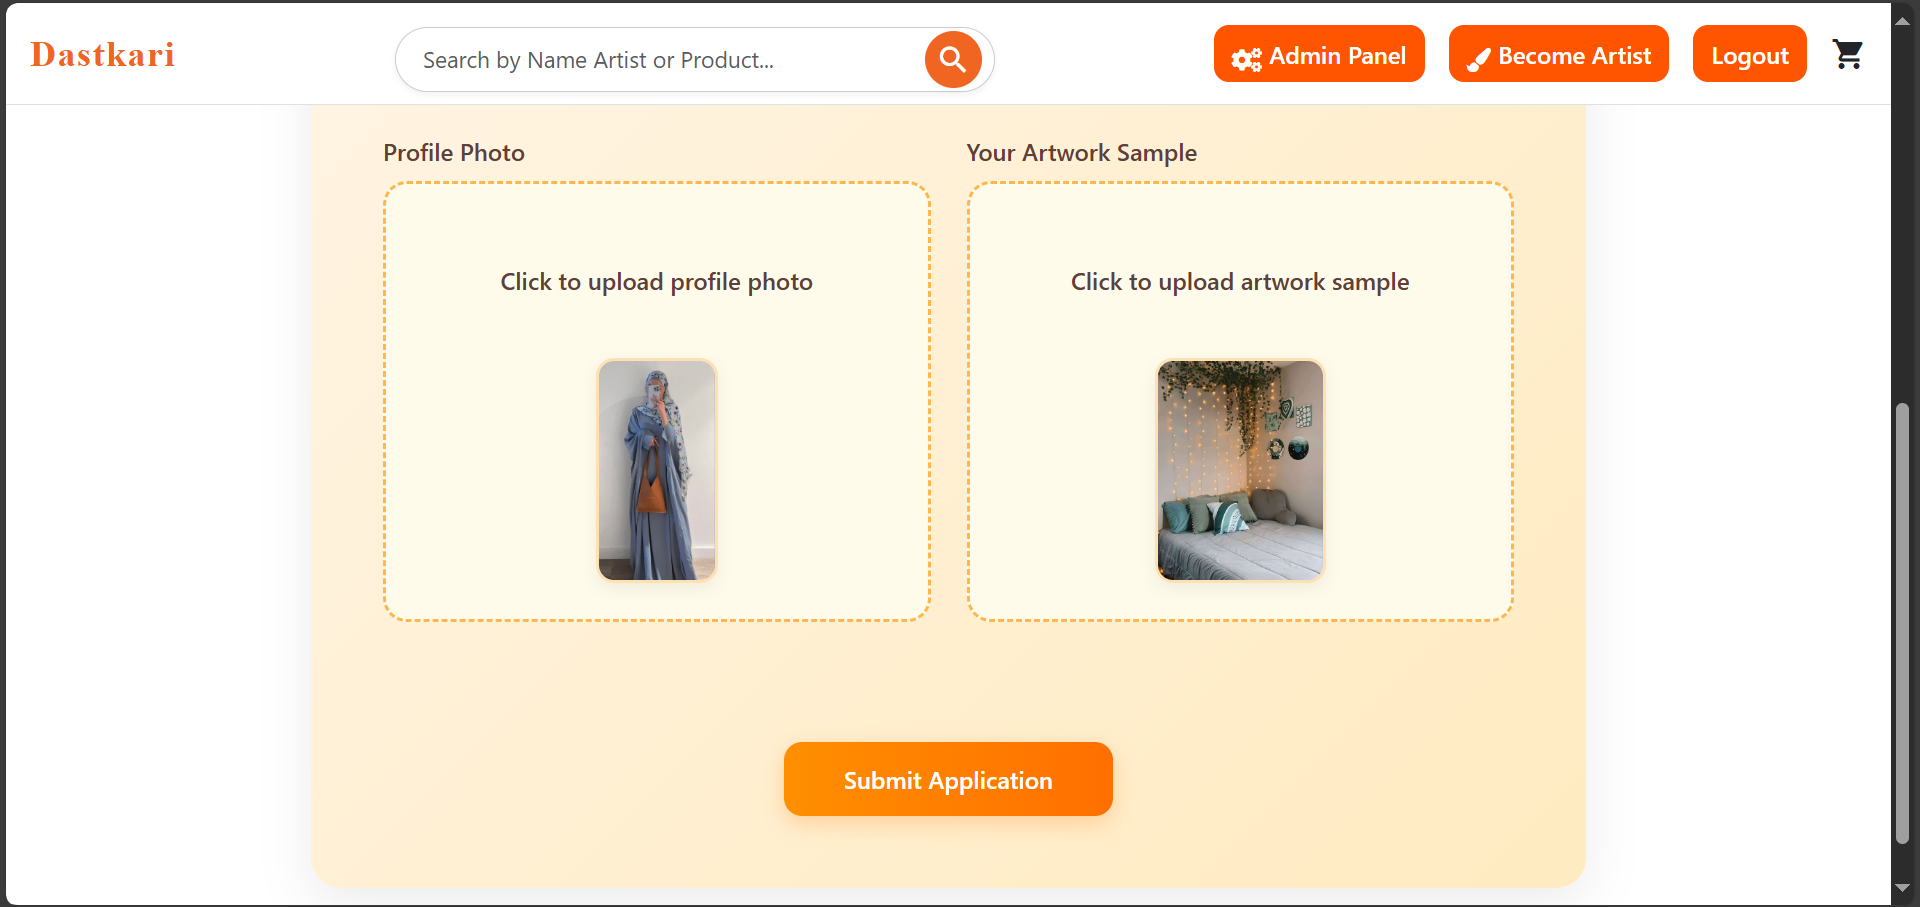 Dastkari
Search by Name Artist or Product...
Admin Panel
Become Artist
Logout
Profile Photo
Your Artwork Sample
Click to upload profile photo
Click to upload artwork sample
Submit Application